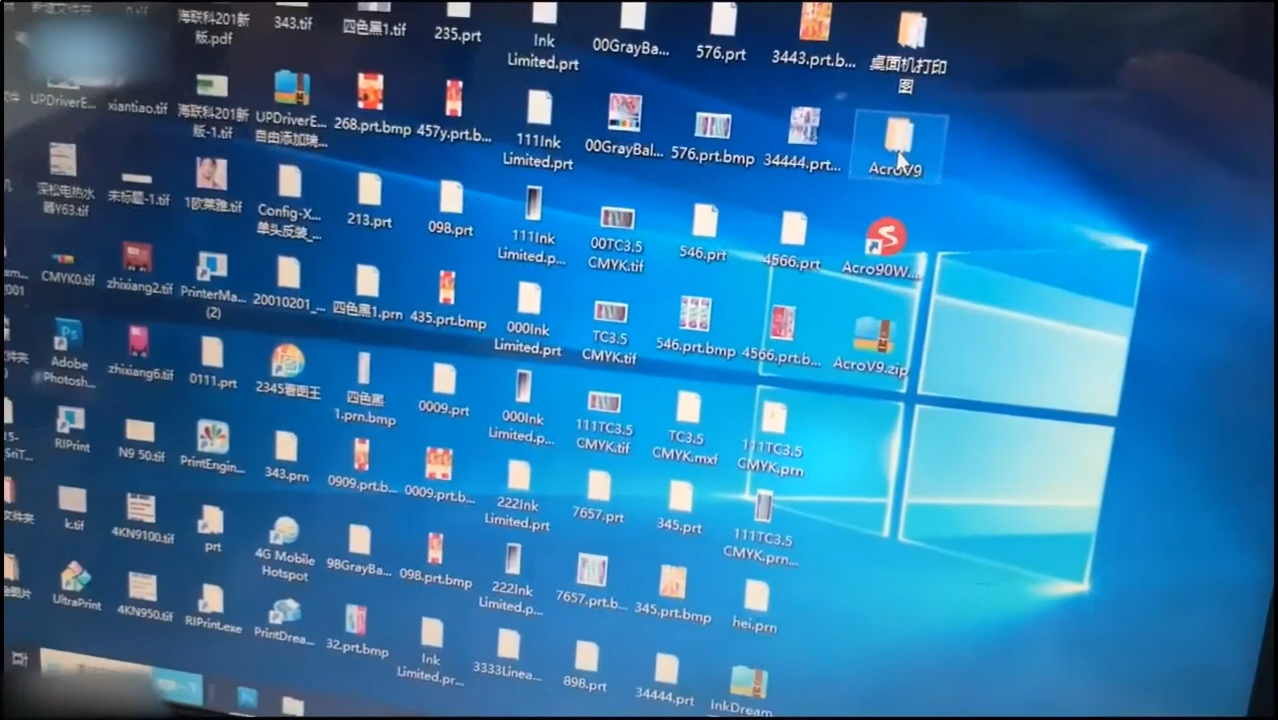 海联科201新
版.pdf
343.tif
四色黑1.tif
235.prt
Ink
Limited.prt
00GrayBa...
576.prt
3443.prt.b...
桌面机打印
图
UPDriverE...
xiantiao.tif
海联科201新
版-1.tif
UPDriverE...
268.prt.bmp
457y.prt.b...
111Ink
Limited.prt
00GrayBal...
576.prt.bmp
34444.prt...
AcroV9
深松电热水
器Y63.tif
未标题-1.tif
1欧莱雅.tif
Config-X...
单头反装_...
213.prt
098.prt
111Ink
Limited.p...
00TC3.5
CMYK.tif
546.prt
4566.prt
Acro90W...
CMYK0.tif
zhixiang2.tif
PrinterMa...
(2)
20010201_...
四色黑1.prn
435.prt.bmp
000Ink
Limited.prt
TC3.5
CMYK.tif
546.prt.bmp
4566.prt.b...
AcroV9.zip
Adobe
Photosh...
zhixiang6.tif
0111.prt
2345看图王
四色黑
1.prn.bmp
0009.prt
000Ink
Limited.p...
111TC3.5
CMYK.tif
TC3.5
CMYK.mxf
111TC3.5
CMYK.prn
RIPrint
N9 50.tif
PrintEngin...
343.prn
0909.prt.b...
0009.prt.b...
222Ink
Limited.prt
7657.prt
345.prt
111TC3.5
CMYK.prn...
k.tif
4KN9100.tif
prt
4G Mobile
Hotspot
98GrayBa...
098.prt.bmp
222Ink
Limited.p...
7657.prt.b...
345.prt.bmp
hei.prn
UltraPrint
4KN950.tif
RIPrint.exe
PrintDrea...
32.prt.bmp
Ink
Limited.pr...
3333Linea...
898.prt
34444.prt
InkDream